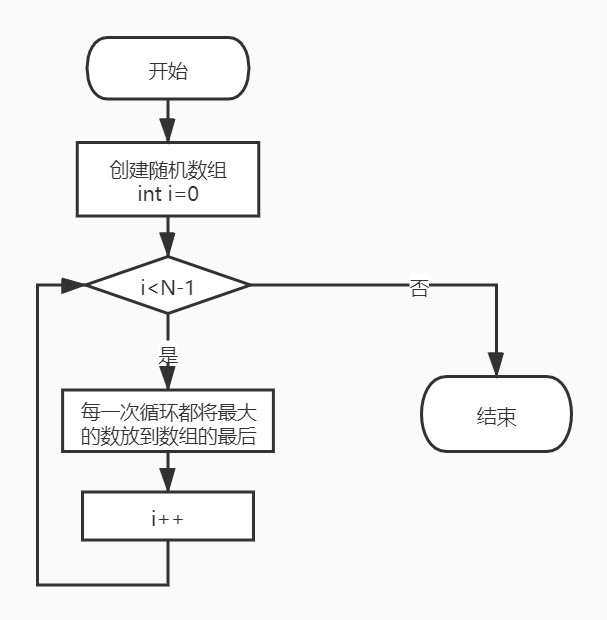 开始
创建随机数组
int i=0
i<N-1
否
是
每一次循环都将最大
的数放到数组的最后
结束
i++